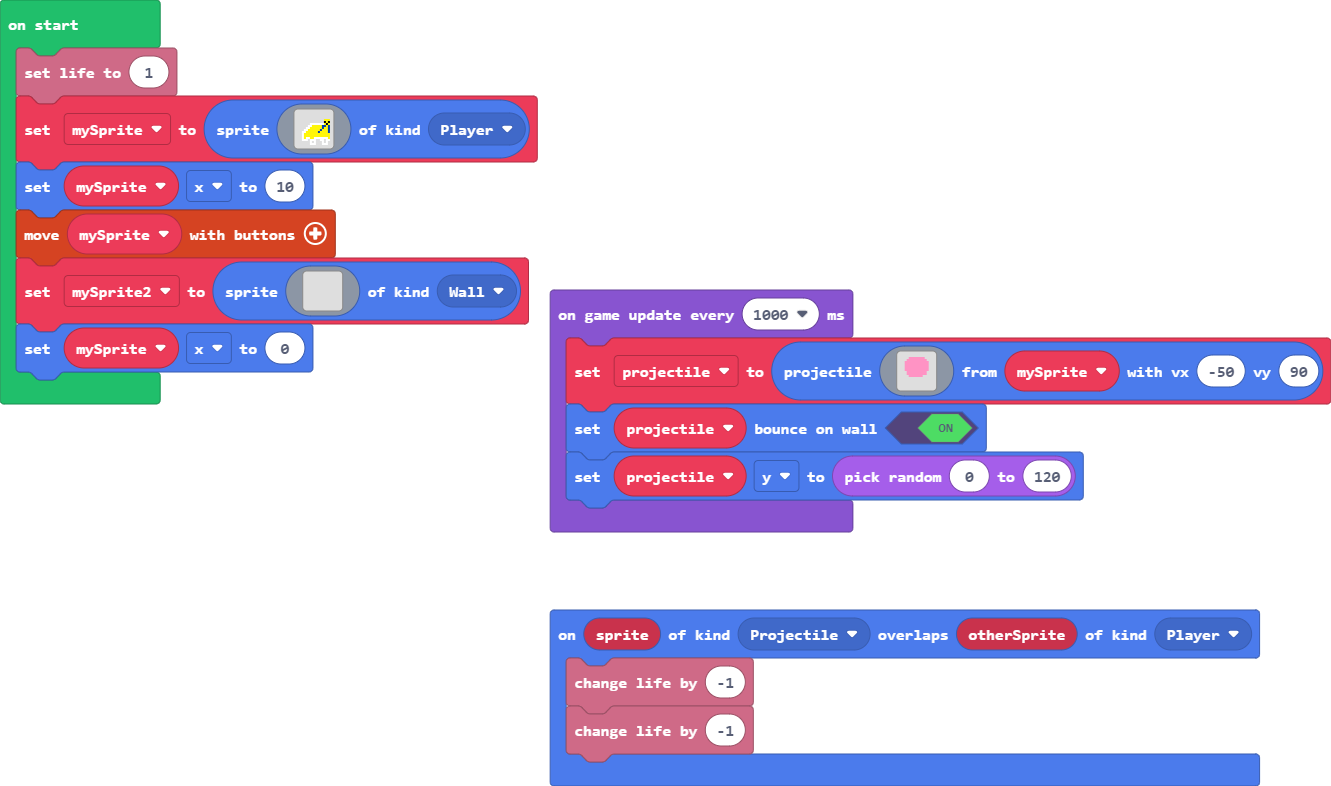 on start
set life to 1
set mySprite to sprite of kind Player
set mySprite x to 10
move mySprite with buttons
set mySprite2 to sprite of kind Wall
set mySprite x to 0
on game update every 1000 ms
set projectile to projectile from mySprite with vx -50 vy 90
set projectile bounce on wall ON
set projectile y to pick random 0 to 120
on sprite of kind Projectile overlaps otherSprite of kind Player
change life by -1
change life by -1